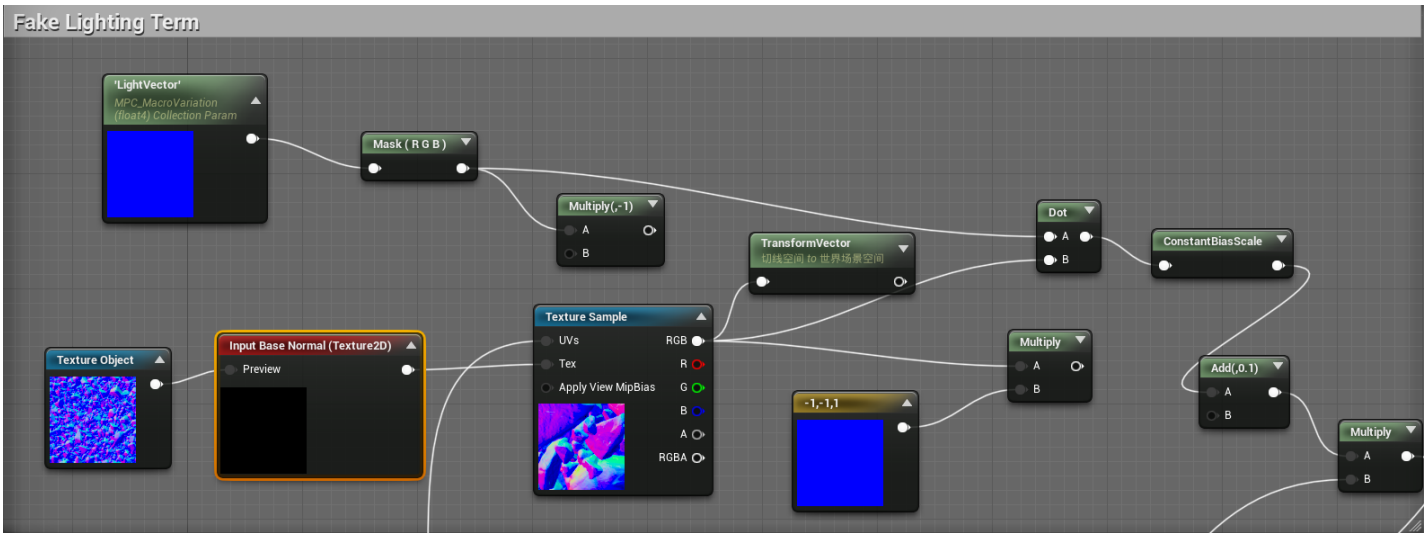 Fake Lighting Term
'LightVector'
MPC_MacroVariation
(float4) Collection Param
Mask ( R G B )
Multiply(,-1)
A
B
TransformVector
切线空间 to 世界场景空间
Dot
A
B
ConstantBiasScale
Texture Object
Input Base Normal (Texture2D)
Preview
Texture Sample
UVs
RGB
Tex
R
Apply View MipBias
G
B
A
RGBA
Multiply
A
B
-1,-1,1
Add(,0.1)
A
B
Multiply
A
B